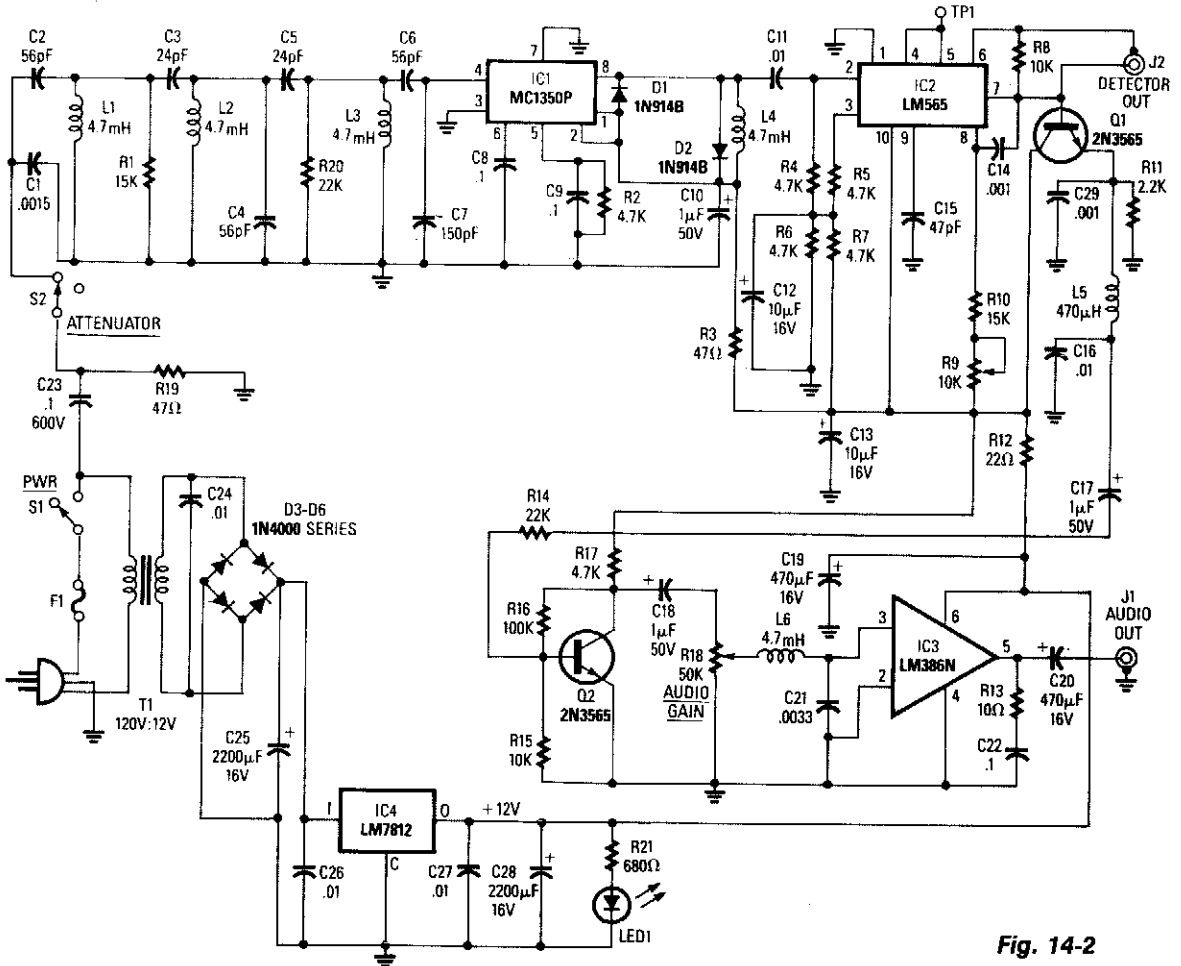 C2
56pF
C3
24pF
C5
24pF
C6
56pF
7
IC1
MC1350P
4
3
8
1
6
5
2
D1
1N914B
C11
.01
TP1
1
4
5
6
2
IC2
LM565
7
3
10
9
8
R8
10K
J2
DETECTOR
OUT
Q1
2N3565
L1
4.7mH
L2
4.7mH
L3
4.7mH
L4
4.7mH
R1
15K
R20
22K
C8
.1
C9
.1
R2
4.7K
D2
1N914B
C10
1µF
50V
+
R4
4.7K
R5
4.7K
C14
.001
R11
2.2K
C29
.001
C1
.0015
C4
56pF
C7
150pF
R6
4.7K
R7
4.7K
C15
47pF
S2
ATTENUATOR
+
C12
10µF
16V
R3
47Ω
R10
15K
L5
470µH
C16
.01
R9
10K
C23
.1
600V
R19
47Ω
+
C13
10µF
16V
R12
22Ω
PWR
S1
C24
.01
D3-D6
1N4000 SERIES
R14
22K
+
C17
1µF
50V
F1
R17
4.7K
R16
100K
+
C18
1µF
50V
C19
470µF
16V
+
L6
4.7mH
3
6
IC3
LM386N
5
2
4
J1
AUDIO
OUT
+
C20
470µF
16V
R18
50K
AUDIO
GAIN
Q2
2N3565
C21
.0033
R13
10Ω
C22
.1
T1
120V:12V
C25
2200µF
16V
+
R15
10K
I
IC4
LM7812
O
+12V
C
C26
.01
C27
.01
C28
2200µF
16V
+
R21
680Ω
LED1
Fig. 14-2